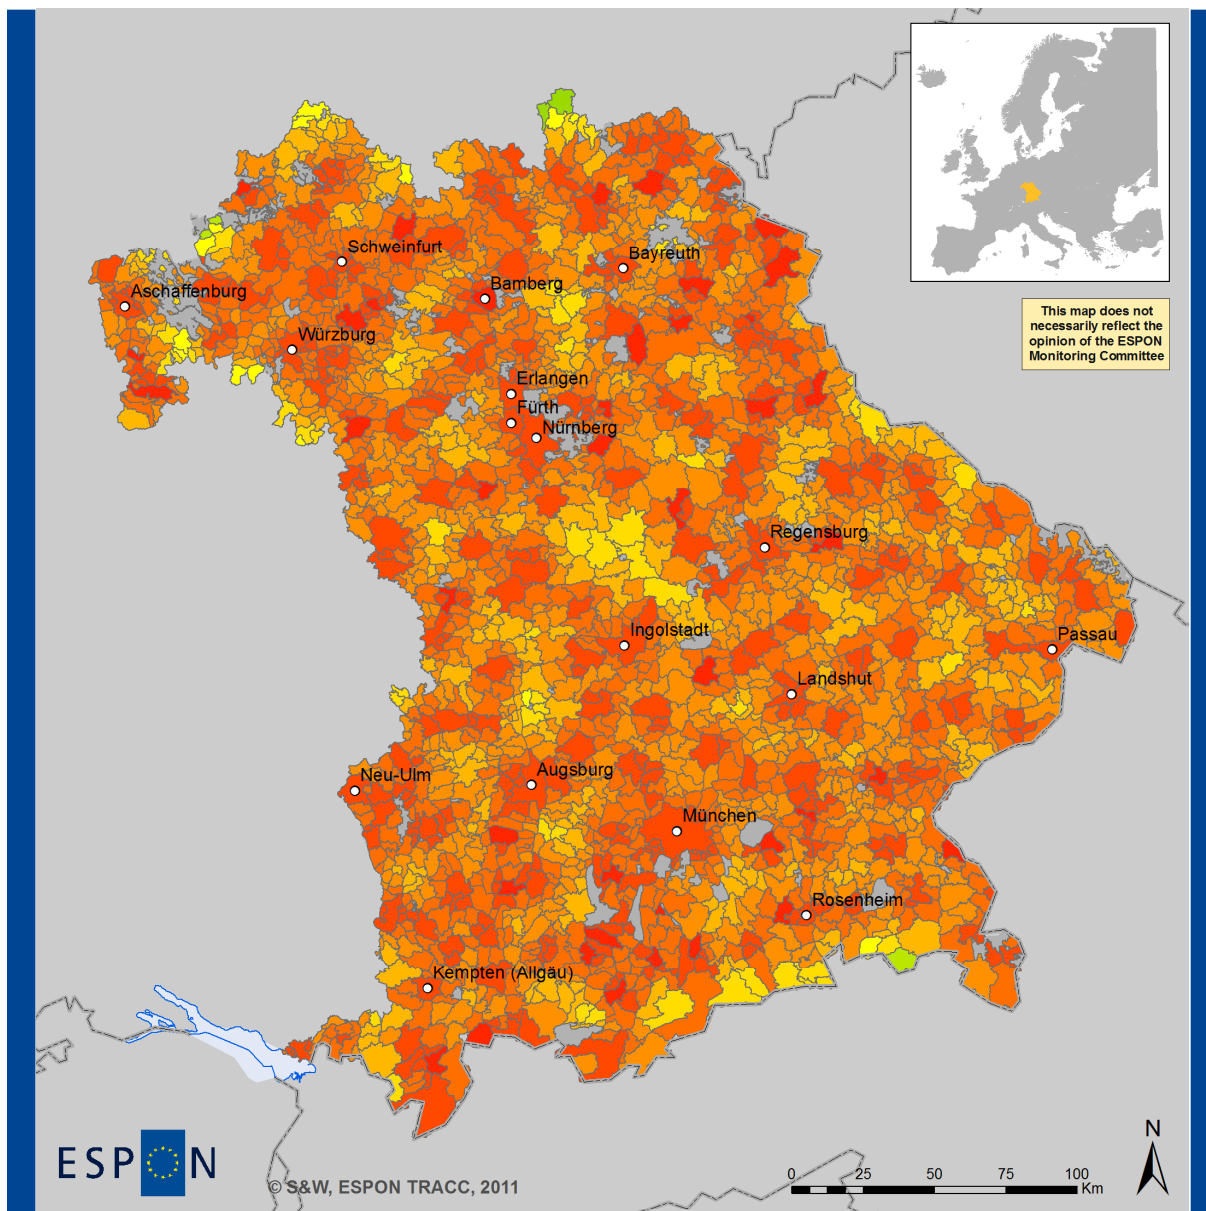 This map does not
necessarily reflect the
opinion of the ESPON
Monitoring Committee
Schweinfurt
Bayreuth
Aschaffenburg
Bamberg
Würzburg
Erlangen
Fürth
Nürnberg
Regensburg
Ingolstadt
Passau
Landshut
Neu-Ulm
Augsburg
München
Rosenheim
Kempten (Allgäu)
ESPON
© S&W, ESPON TRACC, 2011
0 25 50 75 100
Km
N